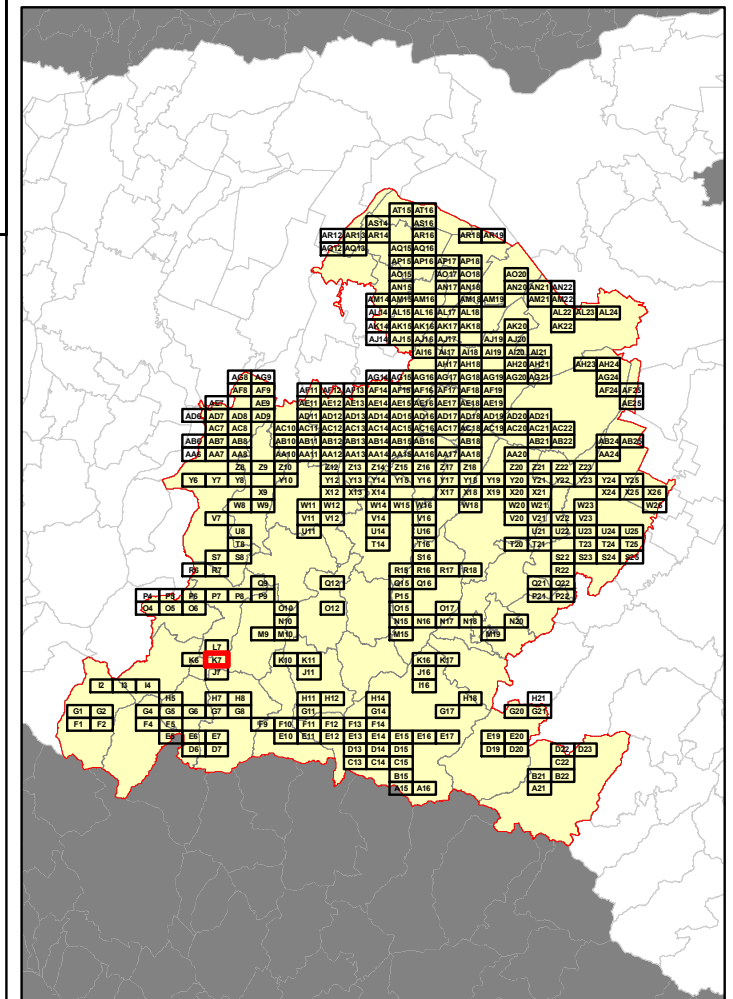 AT15 AT16
AS14 AS16
AR12 AR13 AR14 AR16 AR18 AR19
AQ12 AQ13 AQ15 AQ16
AP15 AP16 AP17 AP18
AO15 AO17 AO18 AO20
AN15 AN17 AN18 AN20 AN21 AN22
AM14 AM15 AM16 AM18 AM19 AM21 AM22
AL14 AL15 AL16 AL17 AL18 AL22 AL23 AL24
AK14 AK15 AK16 AK17 AK18 AK20 AK22
AJ14 AJ15 AJ16 AJ17 AJ19 AJ20
AI16 AI17 AI18 AI19 AI20 AI21
AH17 AH18 AH20 AH21 AH23 AH24
AG8 AG9 AG14 AG15 AG16 AG17 AG18 AG19 AG20 AG21 AG24
AF8 AF9 AF11 AF12 AF13 AF14 AF15 AF16 AF17 AF18 AF19 AF24 AF25
AE7 AE9 AE11 AE12 AE13 AE14 AE15 AE16 AE17 AE18 AE19 AE25
AD6 AD7 AD8 AD9 AD11 AD12 AD13 AD14 AD15 AD16 AD17 AD18 AD19 AD20 AD21
AC7 AC8 AC10 AC11 AC12 AC13 AC14 AC15 AC16 AC17 AC18 AC19 AC20 AC21 AC22
AB6 AB7 AB8 AB10 AB11 AB12 AB13 AB14 AB15 AB16 AB18 AB21 AB22 AB24 AB25
AA6 AA7 AA8 AA10 AA11 AA12 AA13 AA14 AA15 AA16 AA17 AA18 AA20 AA24
Z8 Z9 Z10 Z12 Z13 Z14 Z15 Z16 Z17 Z18 Z20 Z21 Z22 Z23
Y6 Y7 Y8 Y10 Y12 Y13 Y14 Y15 Y16 Y17 Y18 Y19 Y20 Y21 Y22 Y23 Y24 Y25
X9 X12 X13 X14 X17 X18 X19 X20 X21 X24 X25 X26
W8 W9 W11 W12 W14 W15 W16 W18 W20 W21 W23 W26
V7 V11 V12 V14 V16 V20 V21 V22 V23
U8 U11 U14 U16 U21 U22 U23 U24 U25
T8 T14 T16 T20 T21 T23 T24 T25
S7 S8 S16 S22 S23 S24 S25
R6 R7 R15 R16 R17 R18 R22
Q9 Q12 Q15 Q16 Q21 Q22
P4 P5 P6 P7 P8 P9 P15 P21 P22
O4 O5 O6 O10 O12 O15 O17
N10 N15 N16 N17 N18 N20
M9 M10 M15 M19
L7
K6 K7 K10 K11 K16 K17
J7 J11 J16
I2 I3 I4 I16
H5 H7 H8 H11 H12 H14 H18 H21
G1 G2 G4 G5 G6 G7 G8 G11 G14 G17 G20 G21
F1 F2 F4 F5 F9 F10 F11 F12 F13 F14
E5 E6 E7 E10 E11 E12 E13 E14 E15 E16 E17 E19 E20
D6 D7 D13 D14 D15 D19 D20 D22 D23
C13 C14 C15 C22
B15 B21 B22
A15 A16 A21